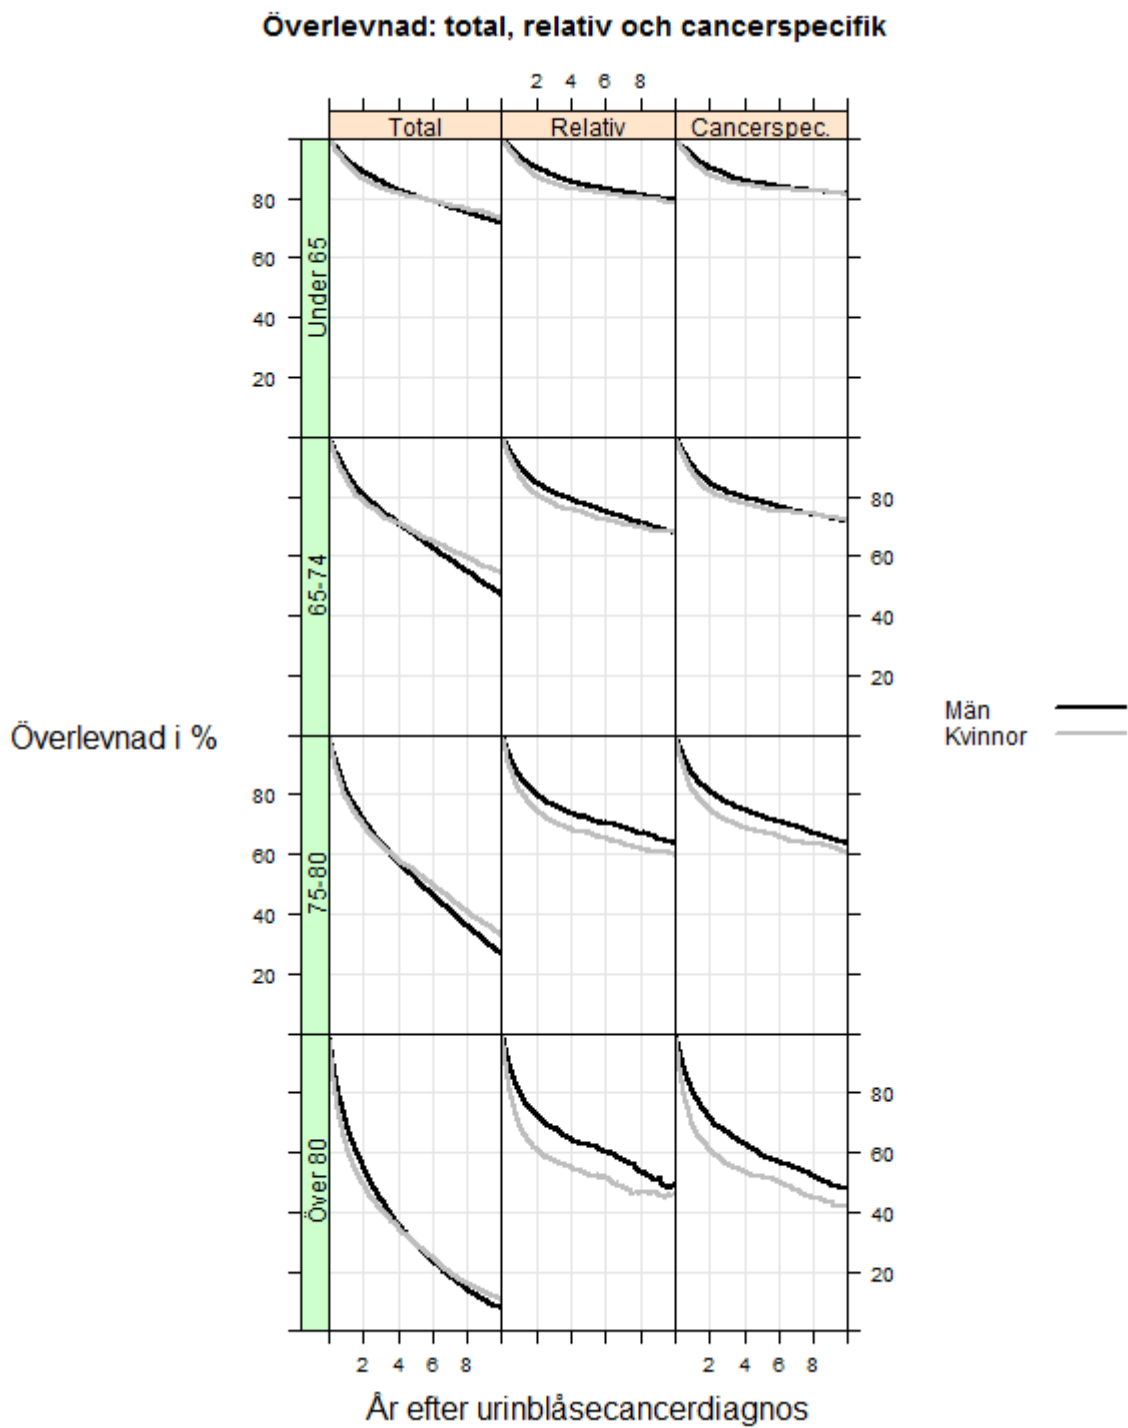 Överlevnad: total, relativ och cancerspecifik
2 4 6 8
Total Relativ Cancerspec.
80
60
40
20
Under 65
80
60
40
20
65-74
Män
Kvinnor
Överlevnad i %
80
60
40
20
75-80
80
60
40
20
Över 80
2 4 6 8 2 4 6 8
År efter urinblåsecancerdiagnos